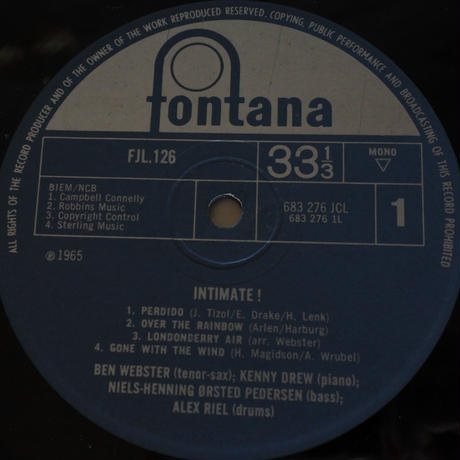 ALL RIGHTS OF THE RECORD PRODUCER AND OF THE OWNER OF THE WORK REPRODUCED RESERVED. COPYING, PUBLIC PERFORMANCE AND BROADCASTING OF THIS RECORD PROHIBITED
fontana
FJL.126
33⅓
MONO
BIEM/NCB
1. Campbell Connelly
2. Robbins Music
3. Copyright Control
4. Sterling Music
683 276 JCL
683 276 1L
1
℗ 1965
INTIMATE !
1. PERDIDO (J. Tizol/E. Drake/H. Lenk)
2. OVER THE RAINBOW (Arlen/Harburg)
3. LONDONDERRY AIR (arr. Webster)
4. GONE WITH THE WIND (H. Magidson/A. Wrubel)
BEN WEBSTER (tenor-sax); KENNY DREW (piano);
NIELS-HENNING ØRSTED PEDERSEN (bass);
ALEX RIEL (drums)